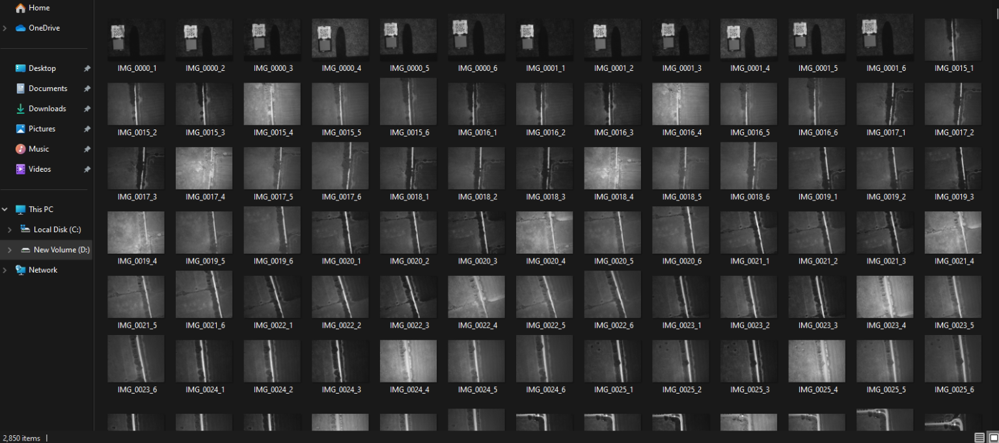 Home
OneDrive
Desktop
Documents
Downloads
Pictures
Music
Videos
This PC
Local Disk (C:)
New Volume (D:)
Network
IMG_0000_1 IMG_0000_2 IMG_0000_3 IMG_0000_4 IMG_0000_5 IMG_0000_6 IMG_0001_1 IMG_0001_2 IMG_0001_3 IMG_0001_4 IMG_0001_5 IMG_0001_6 IMG_0015_1
IMG_0015_2 IMG_0015_3 IMG_0015_4 IMG_0015_5 IMG_0015_6 IMG_0016_1 IMG_0016_2 IMG_0016_3 IMG_0016_4 IMG_0016_5 IMG_0016_6 IMG_0017_1 IMG_0017_2
IMG_0017_3 IMG_0017_4 IMG_0017_5 IMG_0017_6 IMG_0018_1 IMG_0018_2 IMG_0018_3 IMG_0018_4 IMG_0018_5 IMG_0018_6 IMG_0019_1 IMG_0019_2 IMG_0019_3
IMG_0019_4 IMG_0019_5 IMG_0019_6 IMG_0020_1 IMG_0020_2 IMG_0020_3 IMG_0020_4 IMG_0020_5 IMG_0020_6 IMG_0021_1 IMG_0021_2 IMG_0021_3 IMG_0021_4
IMG_0021_5 IMG_0021_6 IMG_0022_1 IMG_0022_2 IMG_0022_3 IMG_0022_4 IMG_0022_5 IMG_0022_6 IMG_0023_1 IMG_0023_2 IMG_0023_3 IMG_0023_4 IMG_0023_5
IMG_0023_6 IMG_0024_1 IMG_0024_2 IMG_0024_3 IMG_0024_4 IMG_0024_5 IMG_0024_6 IMG_0025_1 IMG_0025_2 IMG_0025_3 IMG_0025_4 IMG_0025_5 IMG_0025_6
2,850 items